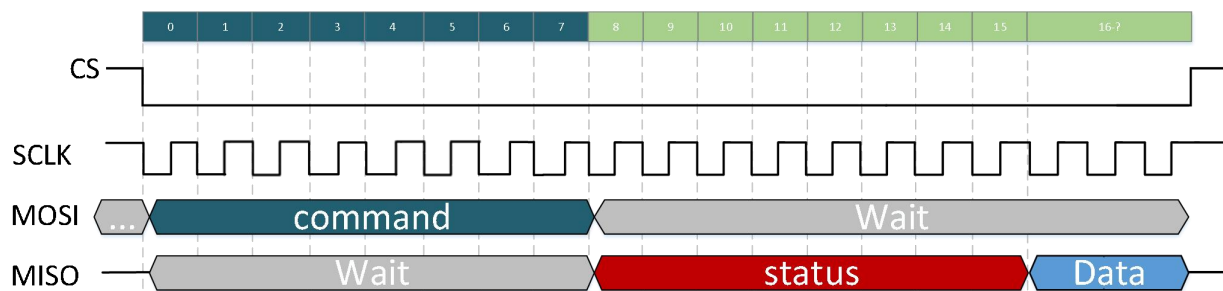 0 1 2 3 4 5 6 7 8 9 10 11 12 13 14 15 16-?
CS
SCLK
MOSI ... command Wait
MISO Wait status Data